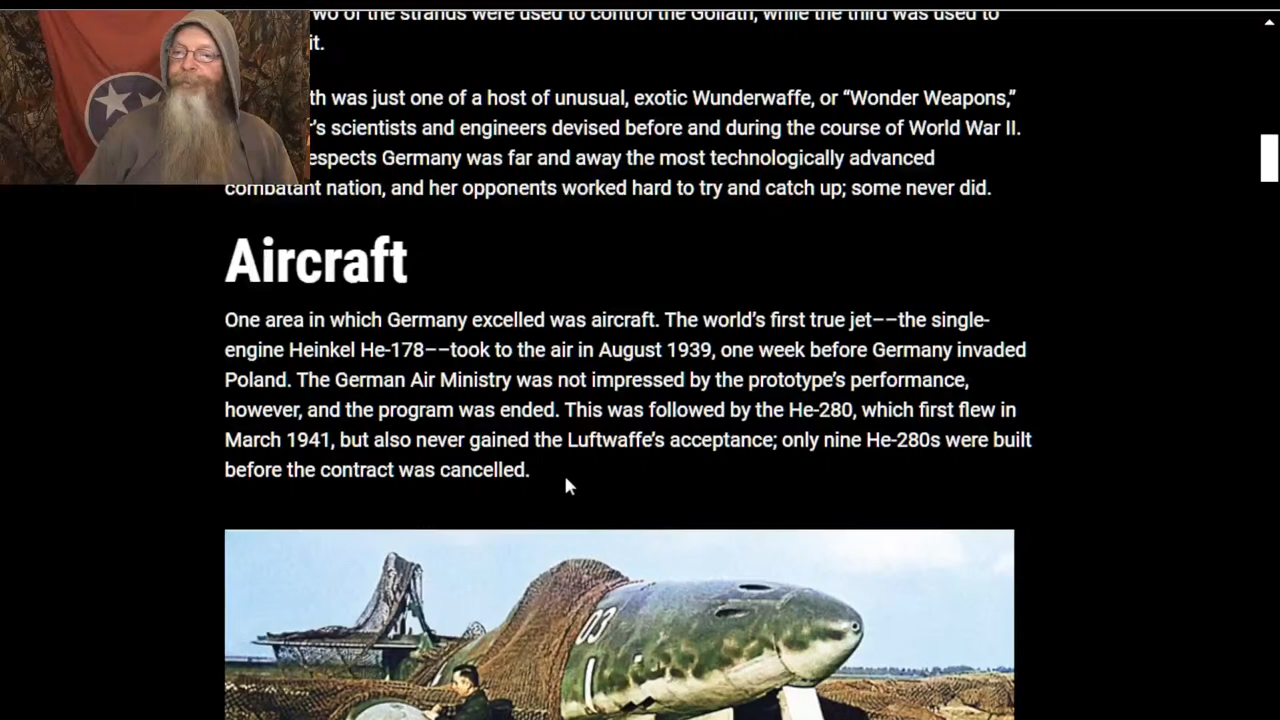 wo of the strands were used to control the Goliath, while the third was used to
it.
th was just one of a host of unusual, exotic Wunderwaffe, or “Wonder Weapons,”
r’s scientists and engineers devised before and during the course of World War II.
espects Germany was far and away the most technologically advanced
combatant nation, and her opponents worked hard to try and catch up; some never did.
Aircraft
One area in which Germany excelled was aircraft. The world’s first true jet––the single-
engine Heinkel He-178––took to the air in August 1939, one week before Germany invaded
Poland. The German Air Ministry was not impressed by the prototype’s performance,
however, and the program was ended. This was followed by the He-280, which first flew in
March 1941, but also never gained the Luftwaffe’s acceptance; only nine He-280s were built
before the contract was cancelled.
03